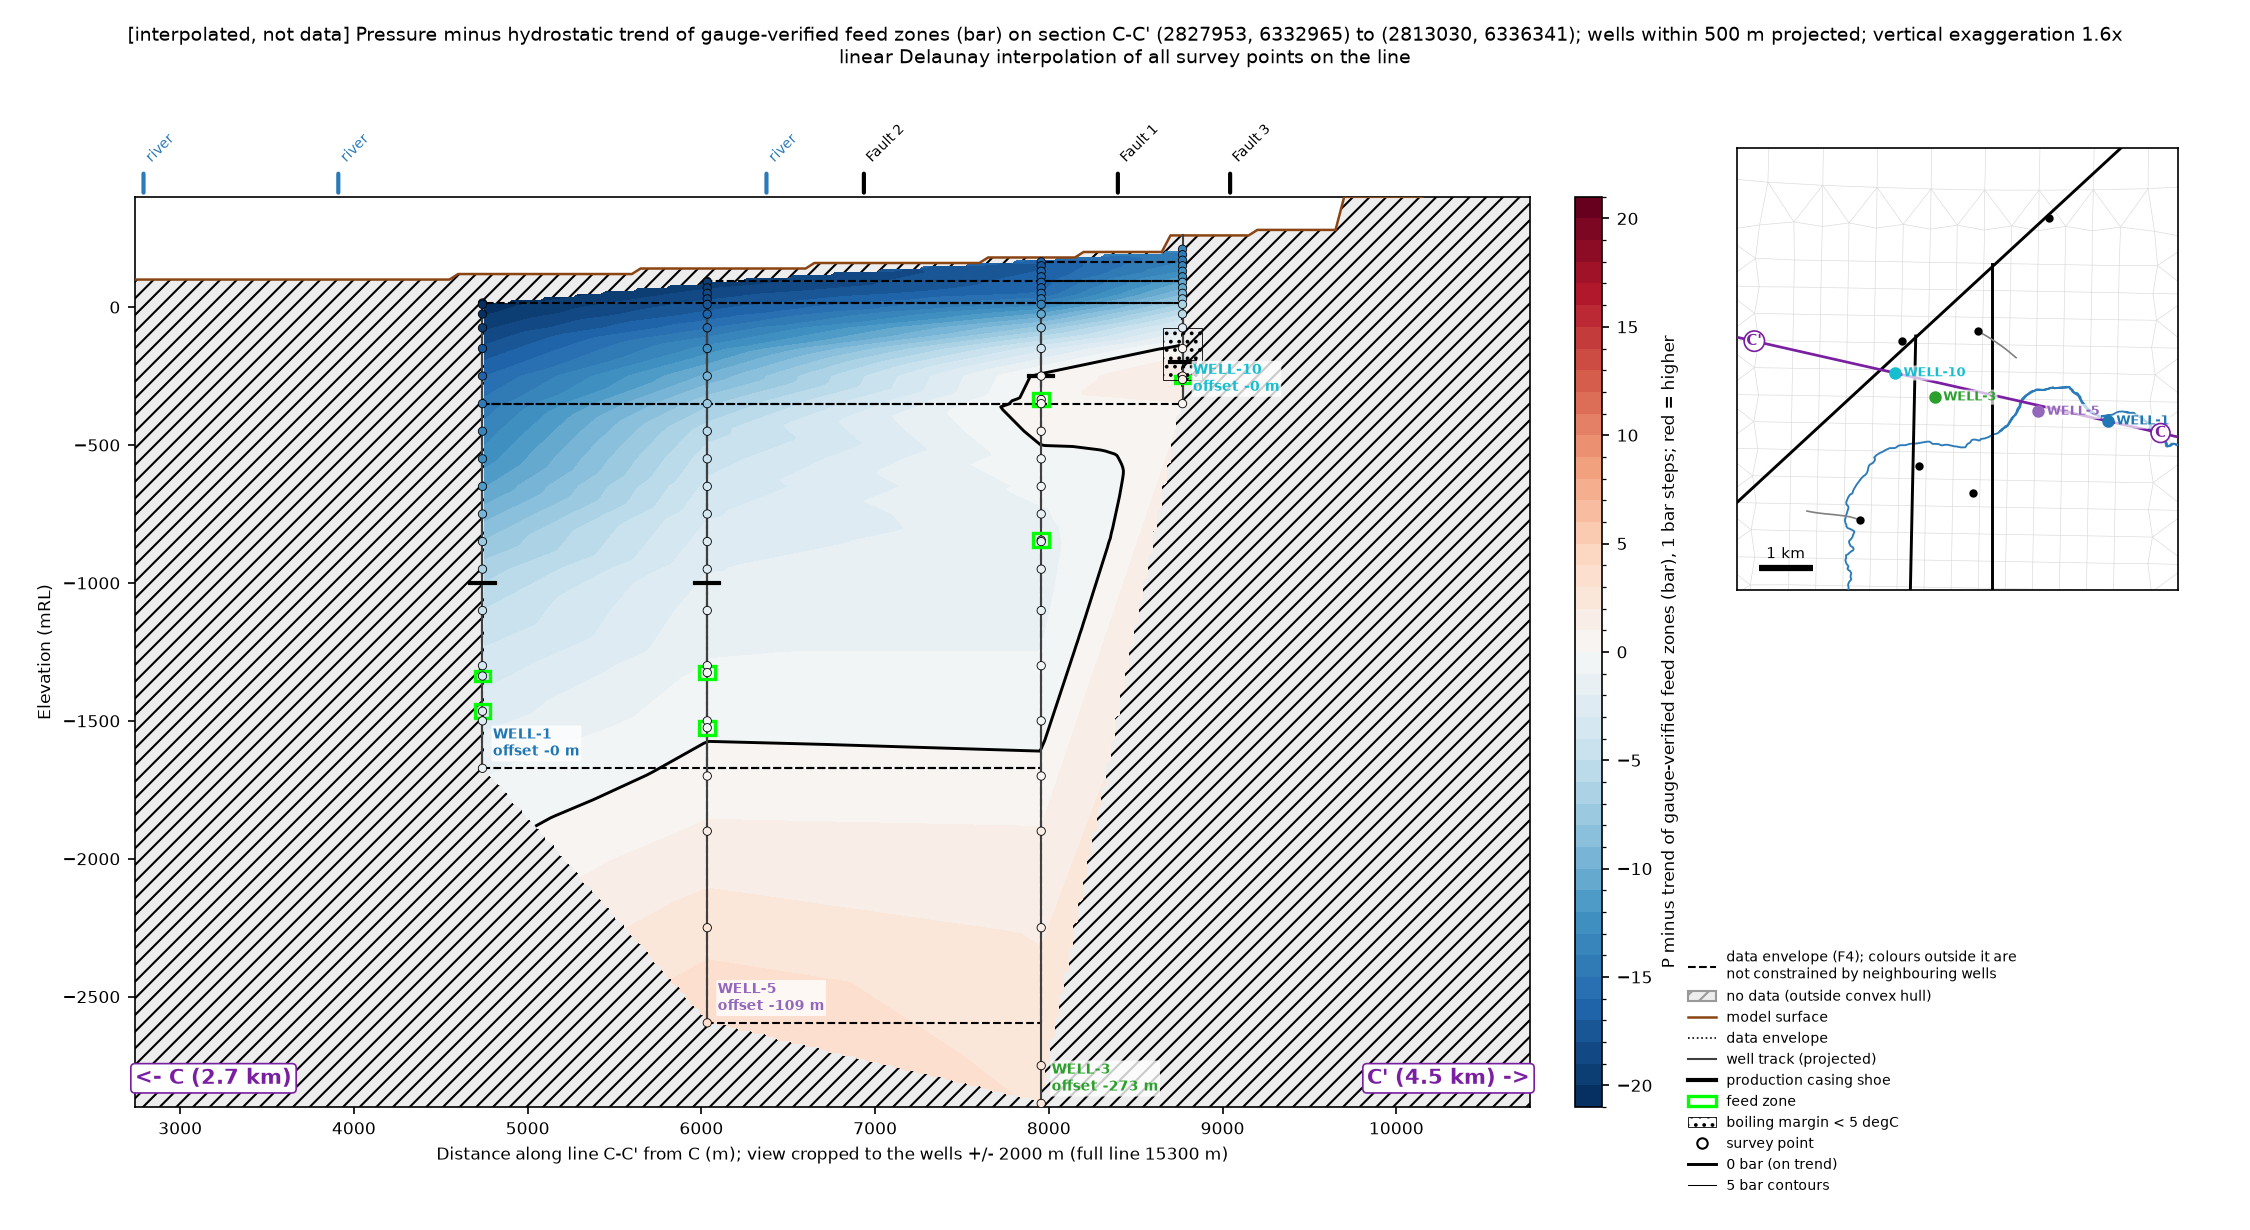 [interpolated, not data] Pressure minus hydrostatic trend of gauge-verified feed zones (bar) on section C-C' (2827953, 6332965) to (2813030, 6336341); wells within 500 m projected; vertical exaggeration 1.6x
linear Delaunay interpolation of all survey points on the line
river
river
river
Fault 2
Fault 1
Fault 3
0
−500
−1000
−1500
−2000
−2500
Elevation (mRL)
WELL-10
offset -0 m
WELL-1
offset -0 m
WELL-5
offset -109 m
WELL-3
offset -273 m
<- C (2.7 km)
C' (4.5 km) ->
3000
4000
5000
6000
7000
8000
9000
10000
Distance along line C-C' from C (m); view cropped to the wells +/- 2000 m (full line 15300 m)
20
15
10
5
0
−5
−10
−15
−20
P minus trend of gauge-verified feed zones (bar), 1 bar steps; red = higher
C'
WELL-10
WELL-3
WELL-5
WELL-1
C
1 km
data envelope (F4); colours outside it are
not constrained by neighbouring wells
no data (outside convex hull)
model surface
data envelope
well track (projected)
production casing shoe
feed zone
boiling margin < 5 degC
survey point
0 bar (on trend)
5 bar contours